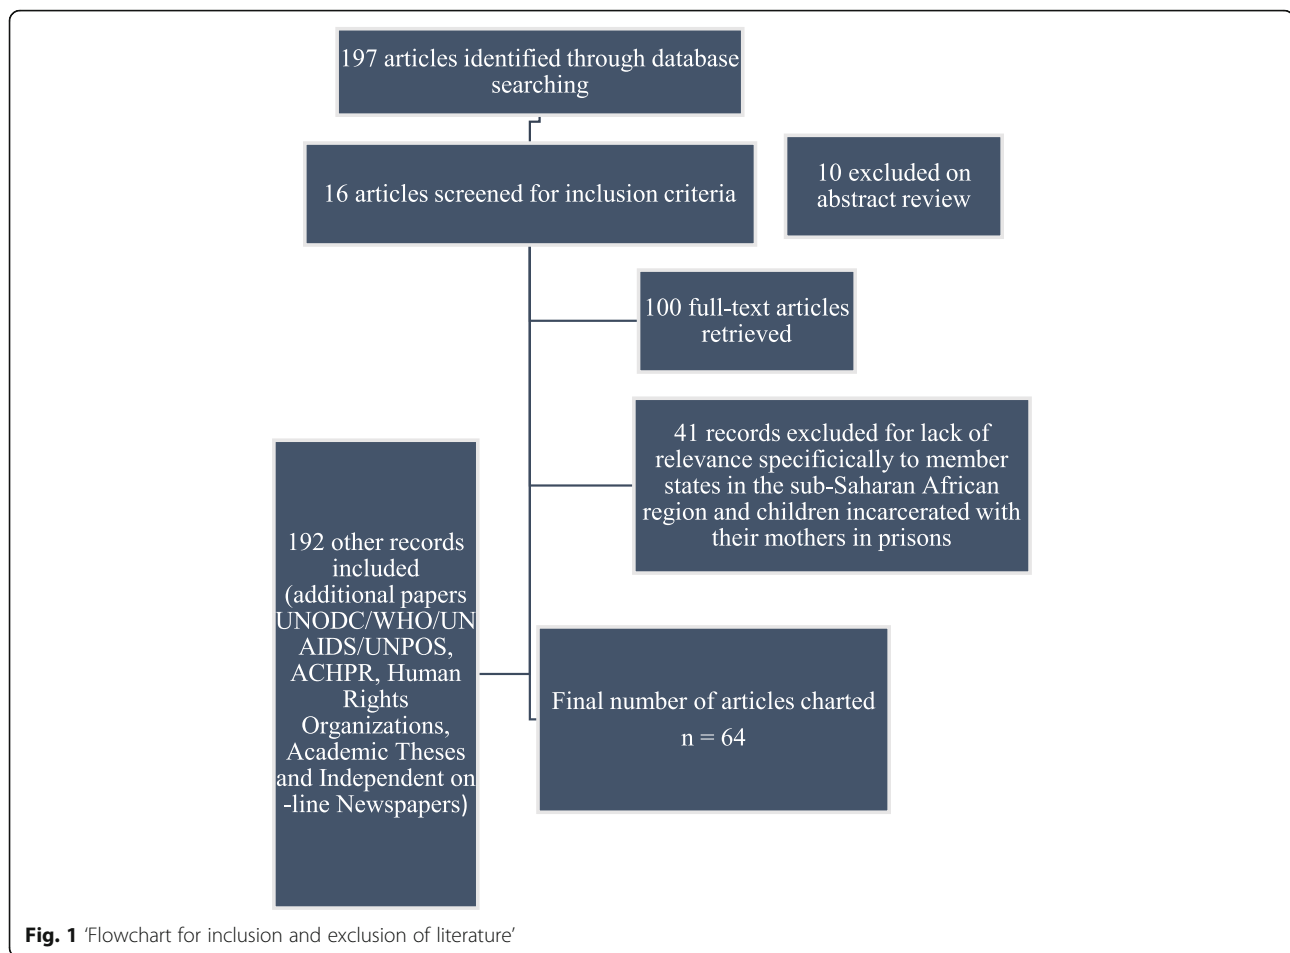 197 articles identified through database
searching
16 articles screened for inclusion criteria
10 excluded on
abstract review
100 full-text articles
retrieved
41 records excluded for lack of
relevance specificically to member
states in the sub-Saharan African
region and children incarcerated with
their mothers in prisons
192 other records
included
(additional papers
UNODC/WHO/UN
AIDS/UNPOS,
ACHPR, Human
Rights
Organizations,
Academic Theses
and Independent on
-line Newspapers)
Final number of articles charted
n = 64
Fig. 1 'Flowchart for inclusion and exclusion of literature'